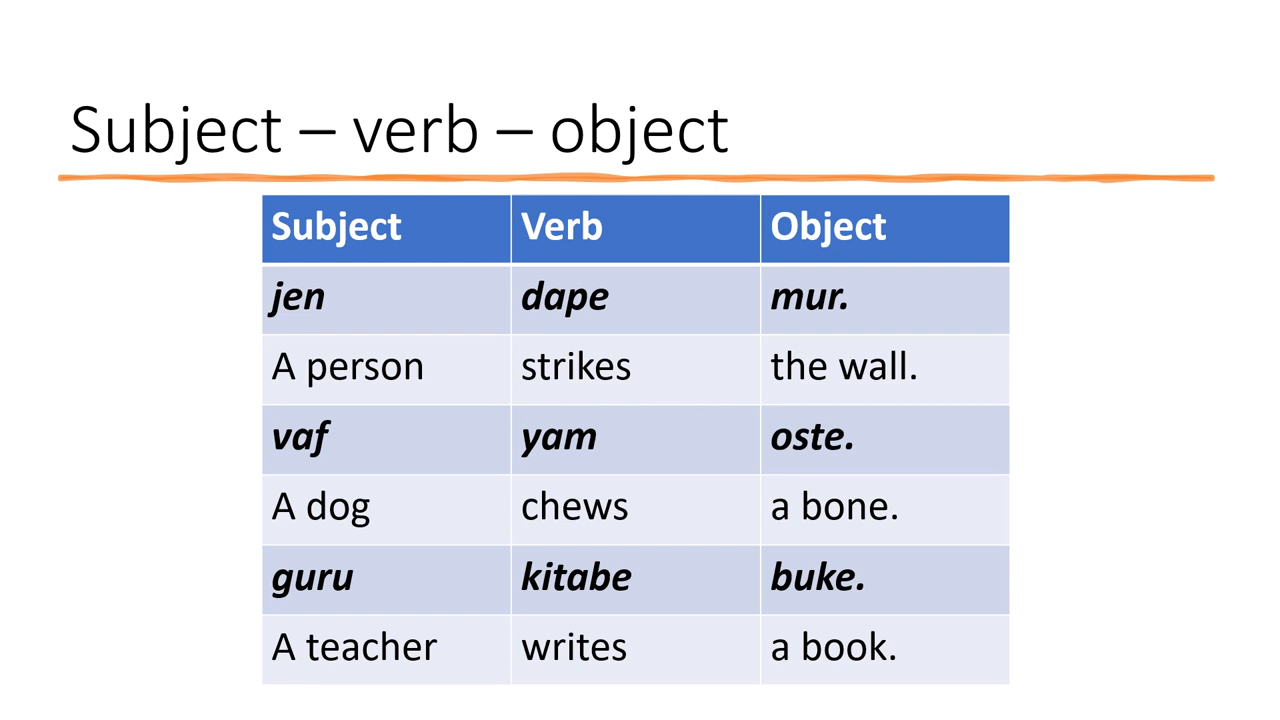 Subject – verb – object
Subject Verb Object
jen dape mur.
A person strikes the wall.
vaf yam oste.
A dog chews a bone.
guru kitabe buke.
A teacher writes a book.